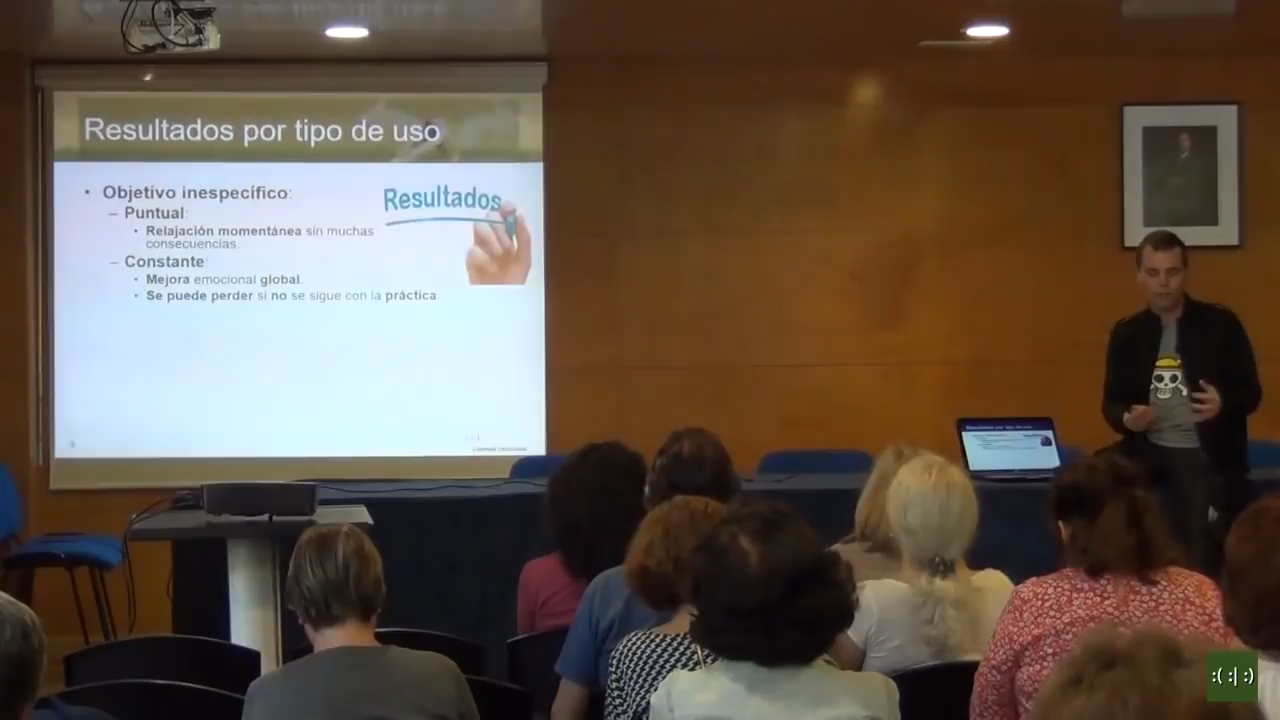 Resultados por tipo de uso
• Objetivo inespecífico:
Resultados
– Puntual:
• Relajación momentánea sin muchas
consecuencias.
– Constante:
• Mejora emocional global.
• Se puede perder si no se sigue con la práctica
:( :| :)